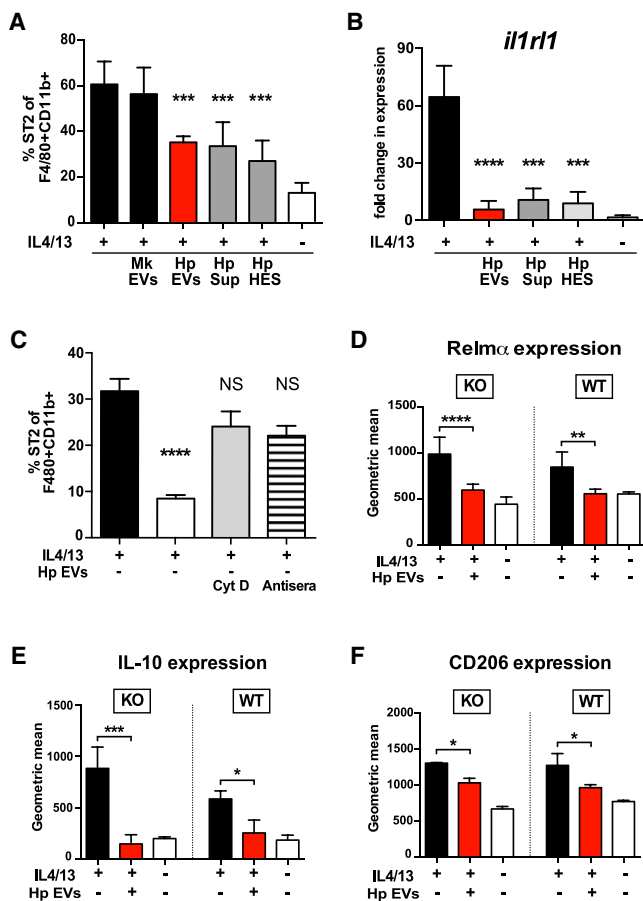 A
% ST2 of
F4/80+CD11b+
80
60
40
20
0
*** *** ***
IL4/13 + + + + + -
Mk Hp Hp Hp
EVs EVs Sup HES
B
il1rl1
fold change in expression
90
60
30
0
**** *** ***
IL4/13 + + + + -
Hp Hp Hp
EVs Sup HES
C
% ST2 of
F480+CD11b+
40
30
20
10
0
**** NS NS
IL4/13 + + + +
Hp EVs - - - -
Cyt D Antisera
D
Relmα expression
KO WT
Geometric mean
1500
1000
500
0
**** **
IL4/13 + + - + + -
Hp EVs - + - - + -
E
IL-10 expression
KO WT
Geometric mean
1500
1000
500
0
*** *
IL4/13 + + - + + -
Hp EVs - + - - + -
F
CD206 expression
KO WT
Geometric mean
2000
1500
1000
500
0
* *
IL4/13 + + - + + -
Hp EVs - + - - + -